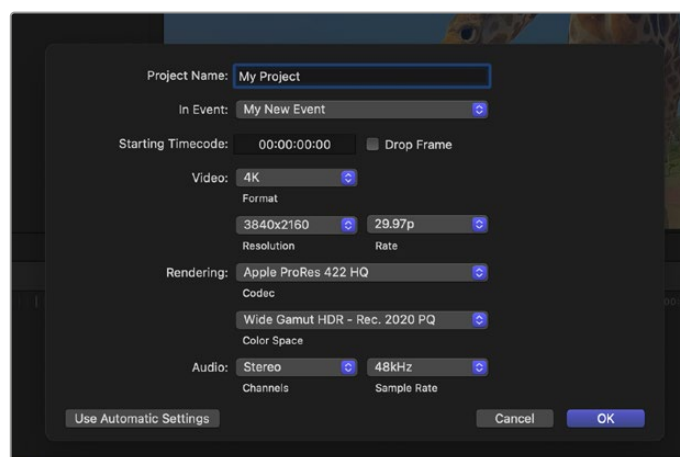 Project Name: My Project
In Event: My New Event
Starting Timecode: 00:00:00:00 Drop Frame
Video: 4K
Format
3840x2160 29.97p
Resolution Rate
Rendering: Apple ProRes 422 HQ
Codec
Wide Gamut HDR - Rec. 2020 PQ
Color Space
Audio: Stereo 48kHz
Channels Sample Rate
Use Automatic Settings Cancel OK